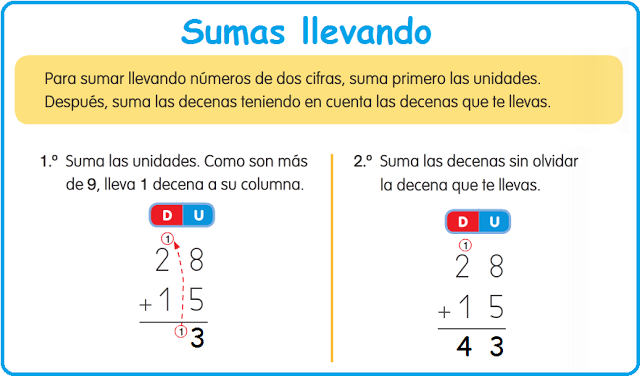 Sumas llevando
Para sumar llevando números de dos cifras, suma primero las unidades.
Después, suma las decenas teniendo en cuenta las decenas que te llevas.
1.º Suma las unidades. Como son más
de 9, lleva 1 decena a su columna.
D U
1
2 8
+ 1 5
1 3
2.º Suma las decenas sin olvidar
la decena que te llevas.
D U
1
2 8
+ 1 5
4 3